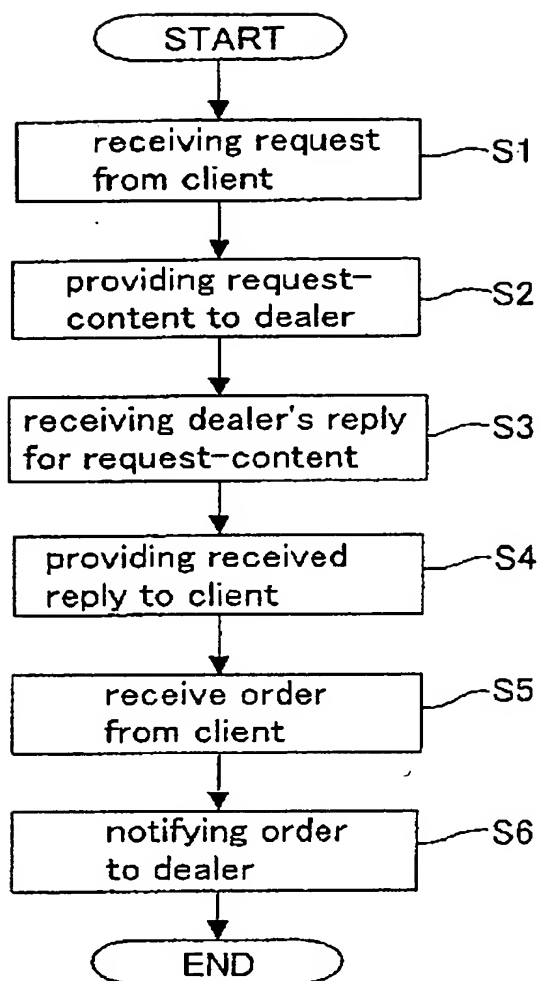 START
receiving request
from client
S1
providing request-
content to dealer
S2
receiving dealer's reply
for request-content
S3
providing received
reply to client
S4
receive order
from client
S5
notifying order
to dealer
S6
END